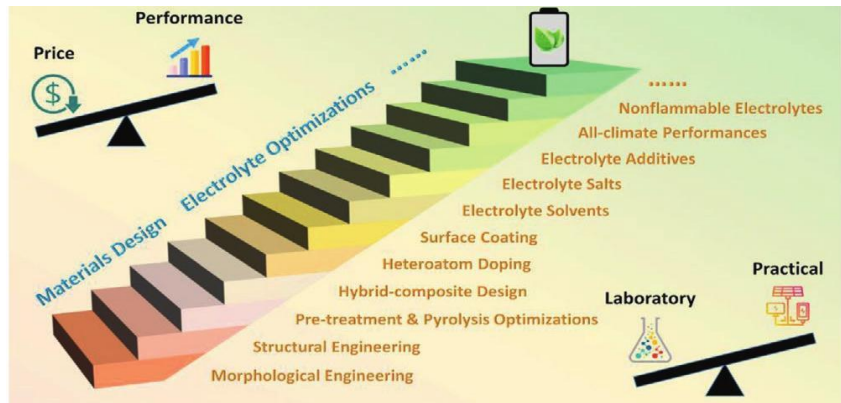 Performance
Price
$
Materials Design
Electrolyte Optimizations
......
......
Nonflammable Electrolytes
All-climate Performances
Electrolyte Additives
Electrolyte Salts
Electrolyte Solvents
Surface Coating
Heteroatom Doping
Hybrid-composite Design
Pre-treatment & Pyrolysis Optimizations
Structural Engineering
Morphological Engineering
Practical
Laboratory